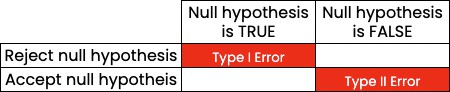 Null hypothesis Null hypothesis
is TRUE is FALSE
Reject null hypothesis Type I Error
Accept null hypotheis Type II Error